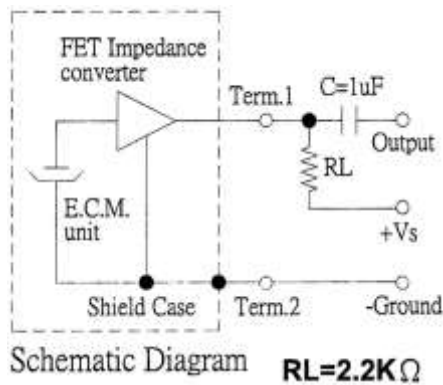 FET Impedance
converter
Term.1
C=1uF
Output
RL
+Vs
E.C.M.
unit
Shield Case
Term.2
-Ground
Schematic Diagram
RL=2.2KΩ